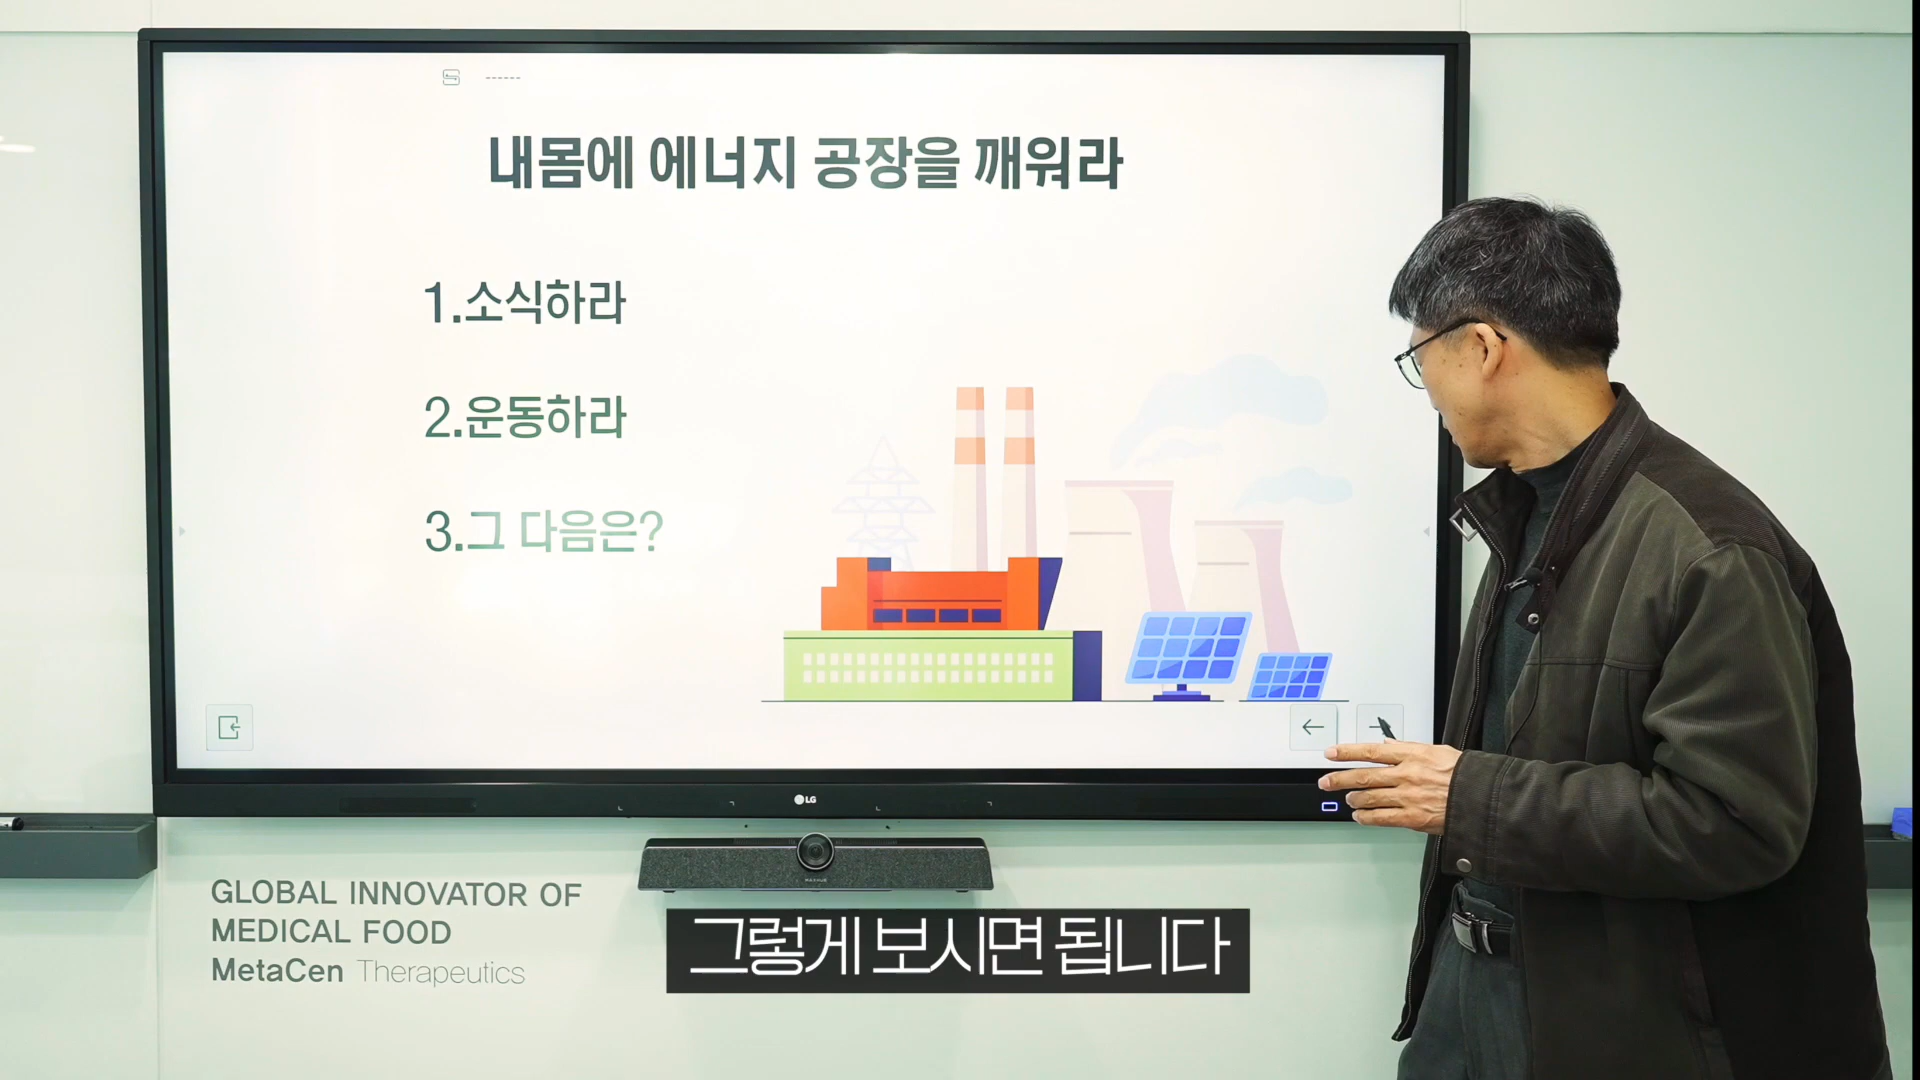 내몸에 에너지 공장을 깨워라
1.소식하라
2.운동하라
3.그 다음은?
LG
GLOBAL INNOVATOR OF
MEDICAL FOOD
MetaCen Therapeutics
그렇게 보시면 됩니다